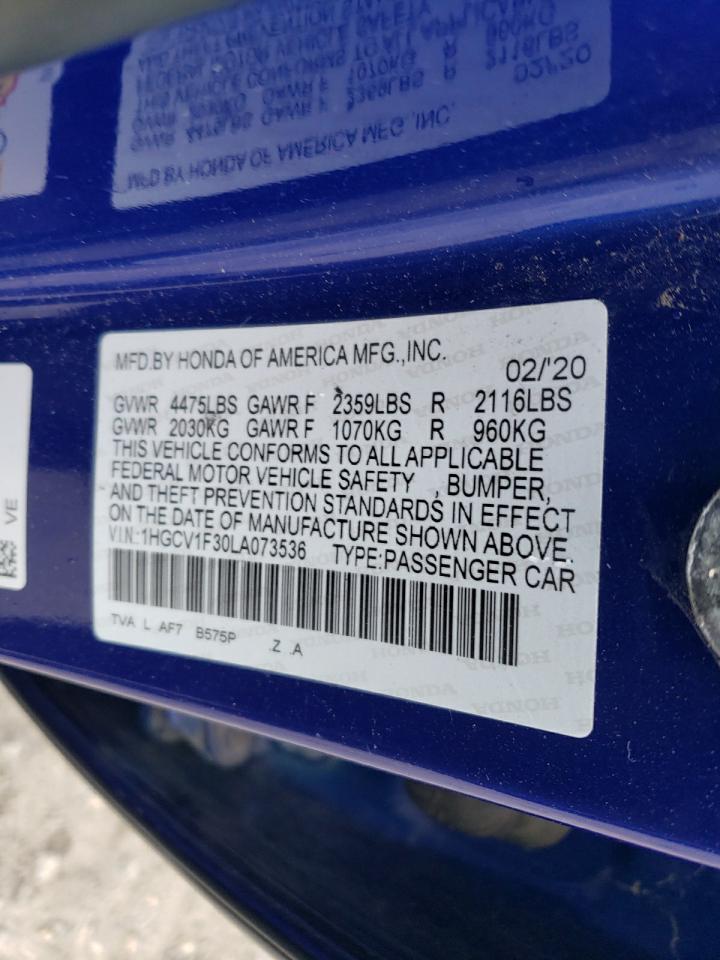 MFD.BY HONDA OF AMERICA MFG.,INC.
02/'20
GVWR 4475LBS GAWR F 2359LBS R 2116LBS
GVWR 2030KG GAWR F 1070KG R 960KG
THIS VEHICLE CONFORMS TO ALL APPLICABLE
FEDERAL MOTOR VEHICLE SAFETY , BUMPER,
AND THEFT PREVENTION STANDARDS IN EFFECT
ON THE DATE OF MANUFACTURE SHOWN ABOVE.
V.I.N.:1HGCV1F30LA073536 TYPE:PASSENGER CAR
TVA L AF7 B575P .Z .A
VE